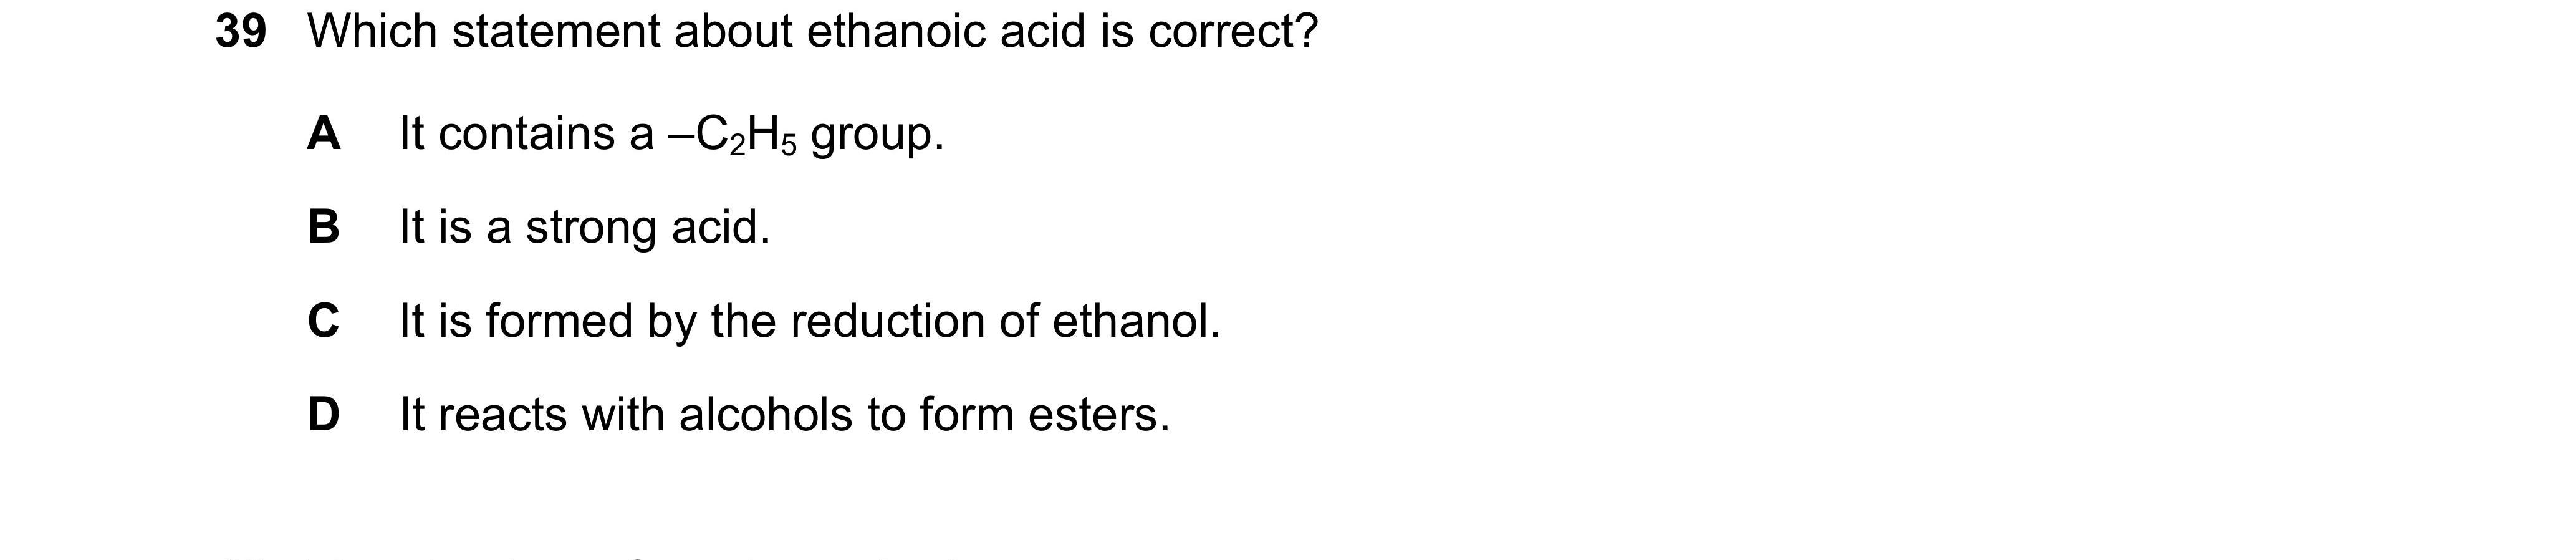 39 Which statement about ethanoic acid is correct?
A It contains a –C₂H₅ group.
B It is a strong acid.
C It is formed by the reduction of ethanol.
D It reacts with alcohols to form esters.